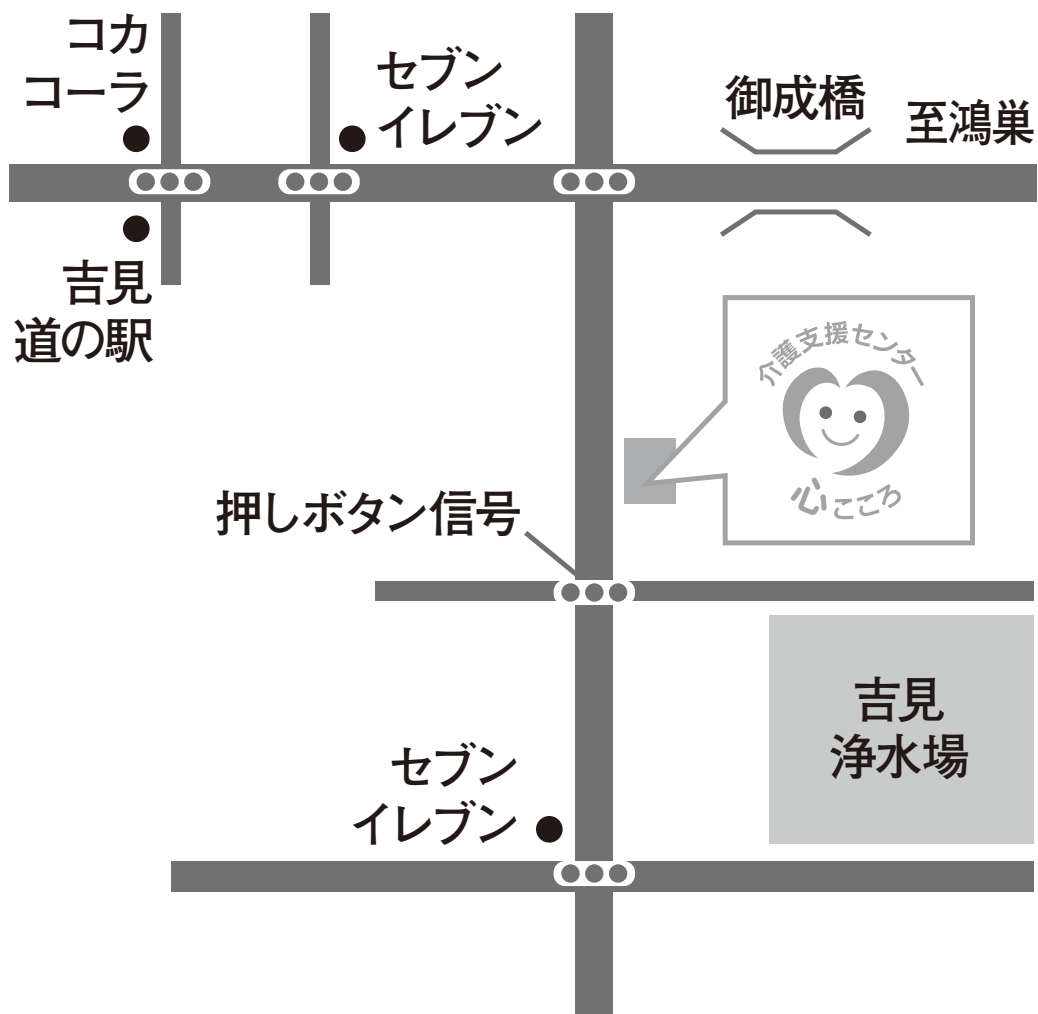 コカ
コーラ
セブン
イレブン
御成橋
至鴻巣
吉見
道の駅
介護支援センター
心こころ
押しボタン信号
吉見
浄水場
セブン
イレブン